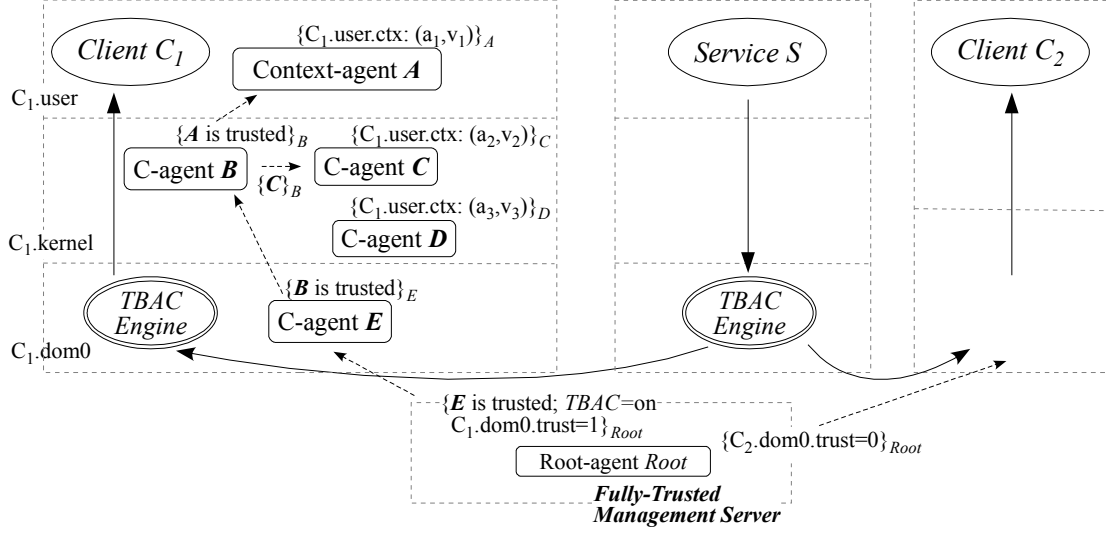 {C1.user.ctx: (a1,v1)}A
Client C1
Service S
Client C2
Context-agent A
C1.user
{A is trusted}B
{C1.user.ctx: (a2,v2)}C
C-agent B
C-agent C
{C}B
{C1.user.ctx: (a3,v3)}D
C-agent D
C1.kernel
{B is trusted}E
TBAC
Engine
C-agent E
TBAC
Engine
C1.dom0
{E is trusted; TBAC=on
C1.dom0.trust=1}Root
{C2.dom0.trust=0}Root
Root-agent Root
Fully-Trusted
Management Server